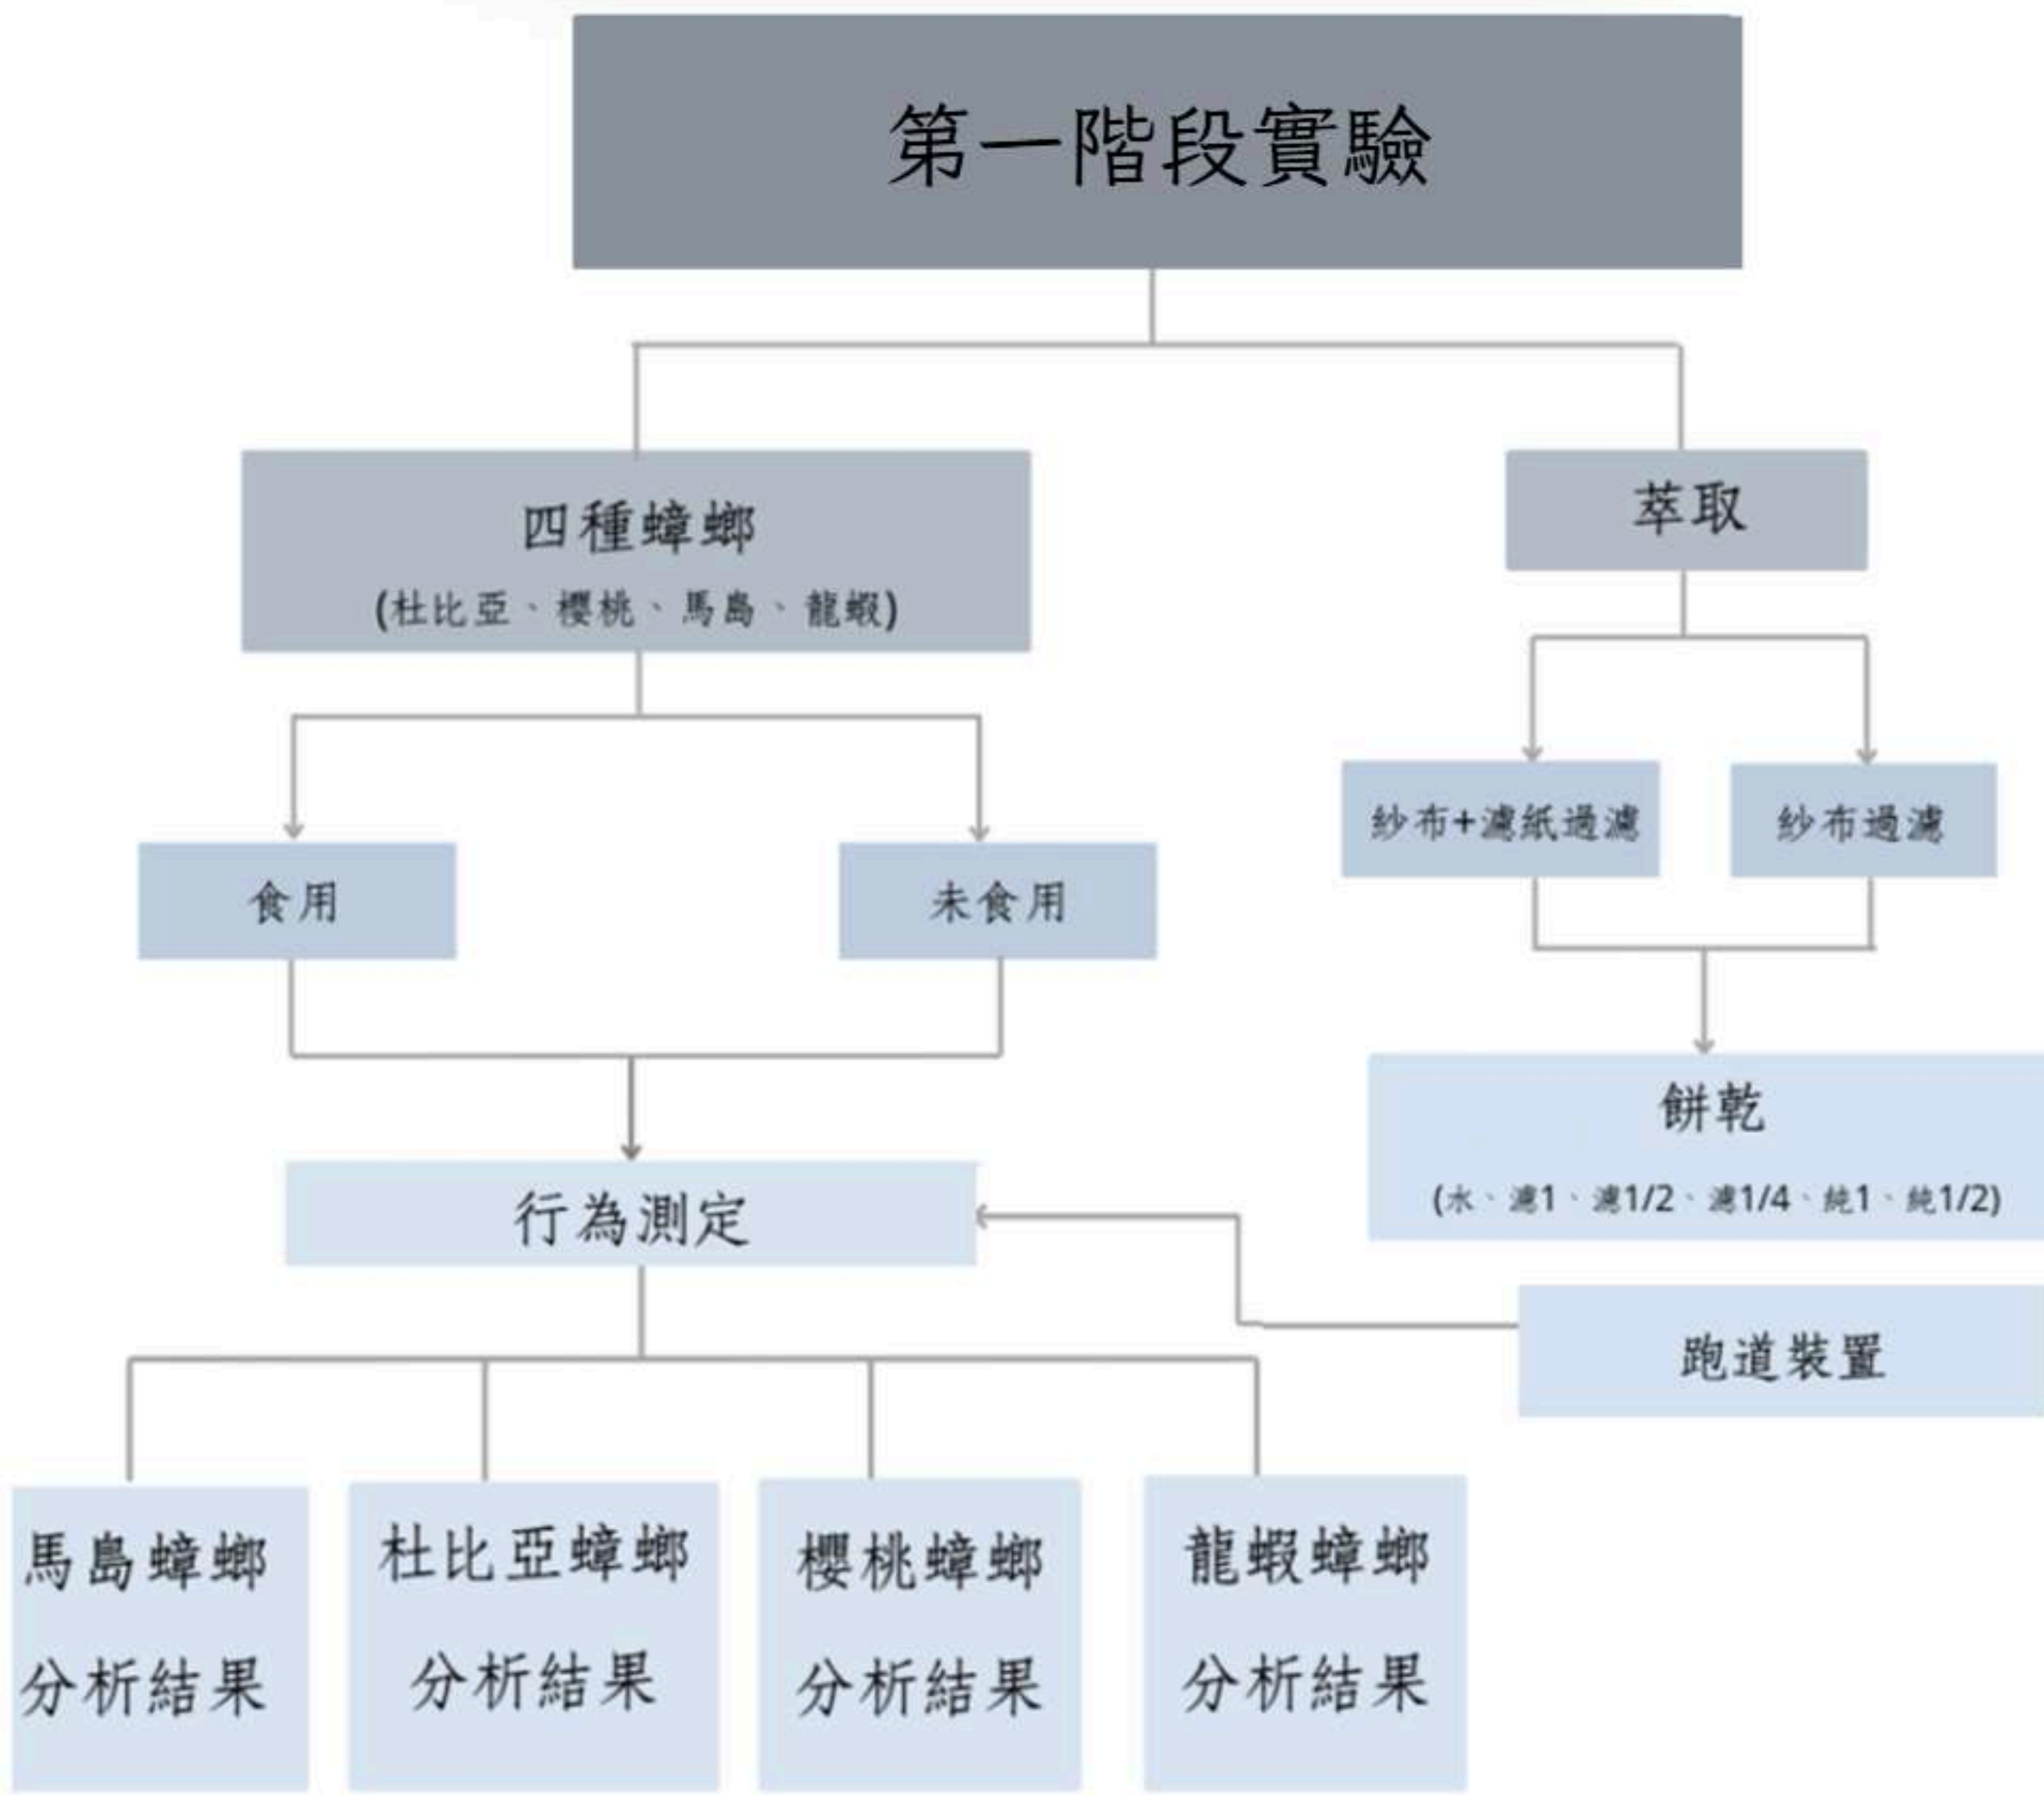 第一階段實驗
四種蟑螂
(杜比亞、櫻桃、馬島、龍蝦)
萃取
紗布+濾紙過濾
紗布過濾
食用
未食用
餅乾
(水、濾1、濾1/2、濾1/4、純1、純1/2)
行為測定
跑道裝置
馬島蟑螂
分析結果
杜比亞蟑螂
分析結果
櫻桃蟑螂
分析結果
龍蝦蟑螂
分析結果